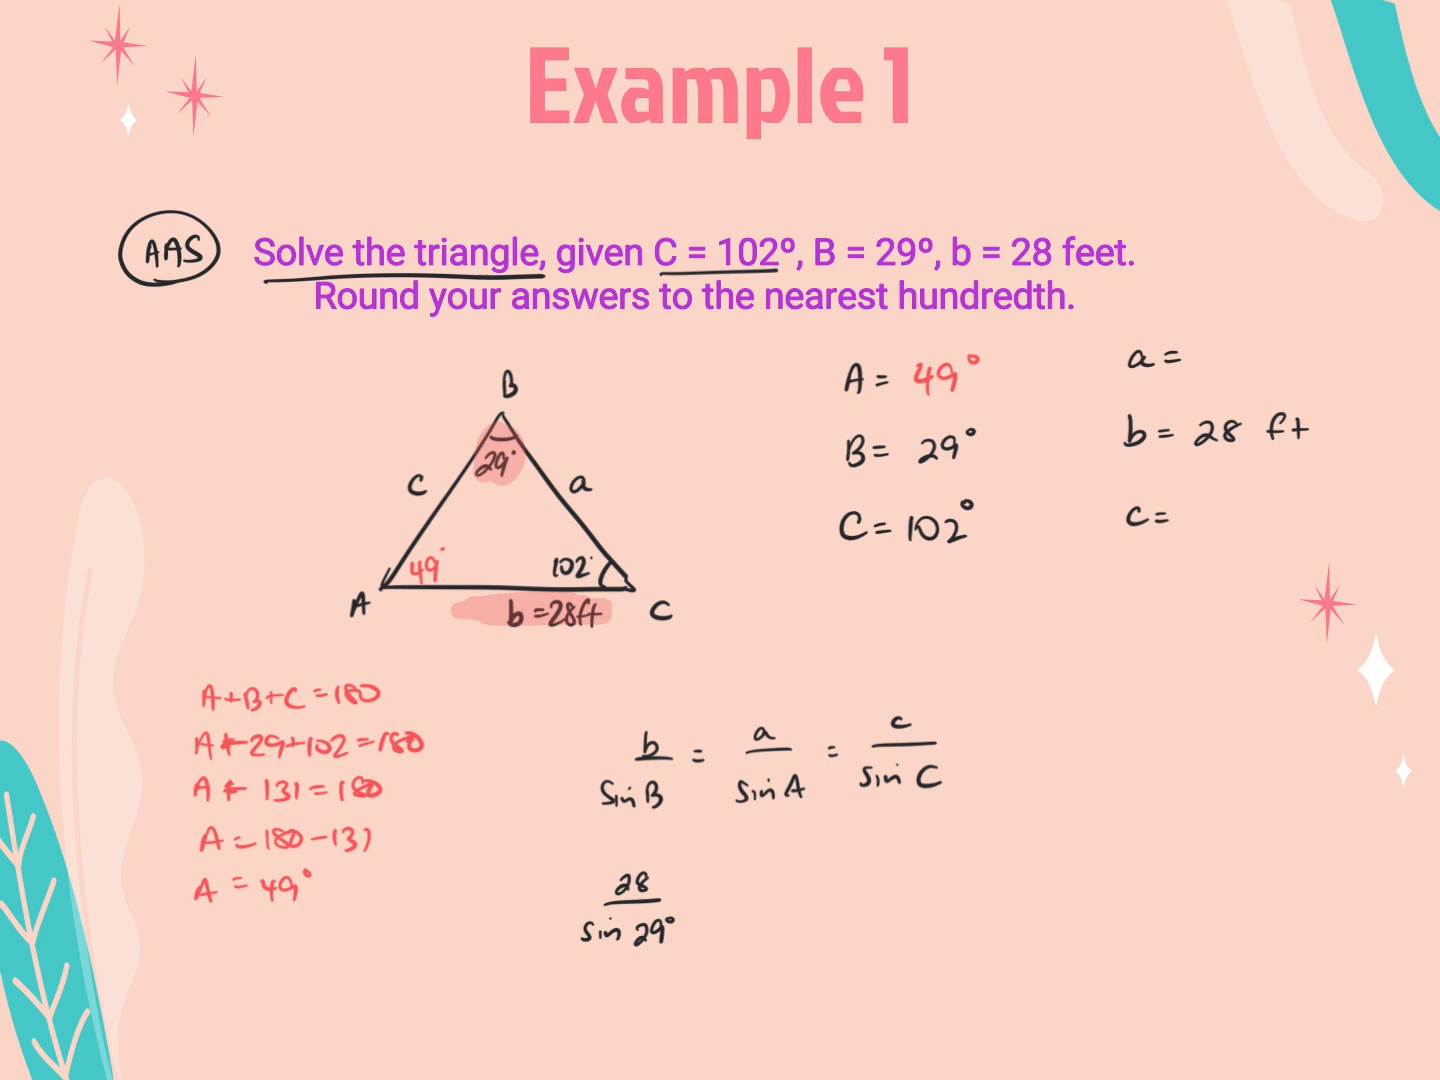 Example 1
AAS
Solve the triangle, given C = 102º, B = 29º, b = 28 feet.
Round your answers to the nearest hundredth.
B
29°
c
a
49°
102°
A
b =28ft
C
A = 49°
B = 29°
C = 102°
a =
b = 28 ft
c =
A+B+C =180
A+29+102 =180
A + 131 = 180
A = 180 -131
A = 49°
b/sin B = a/sin A = c/sin C
28/sin 29°